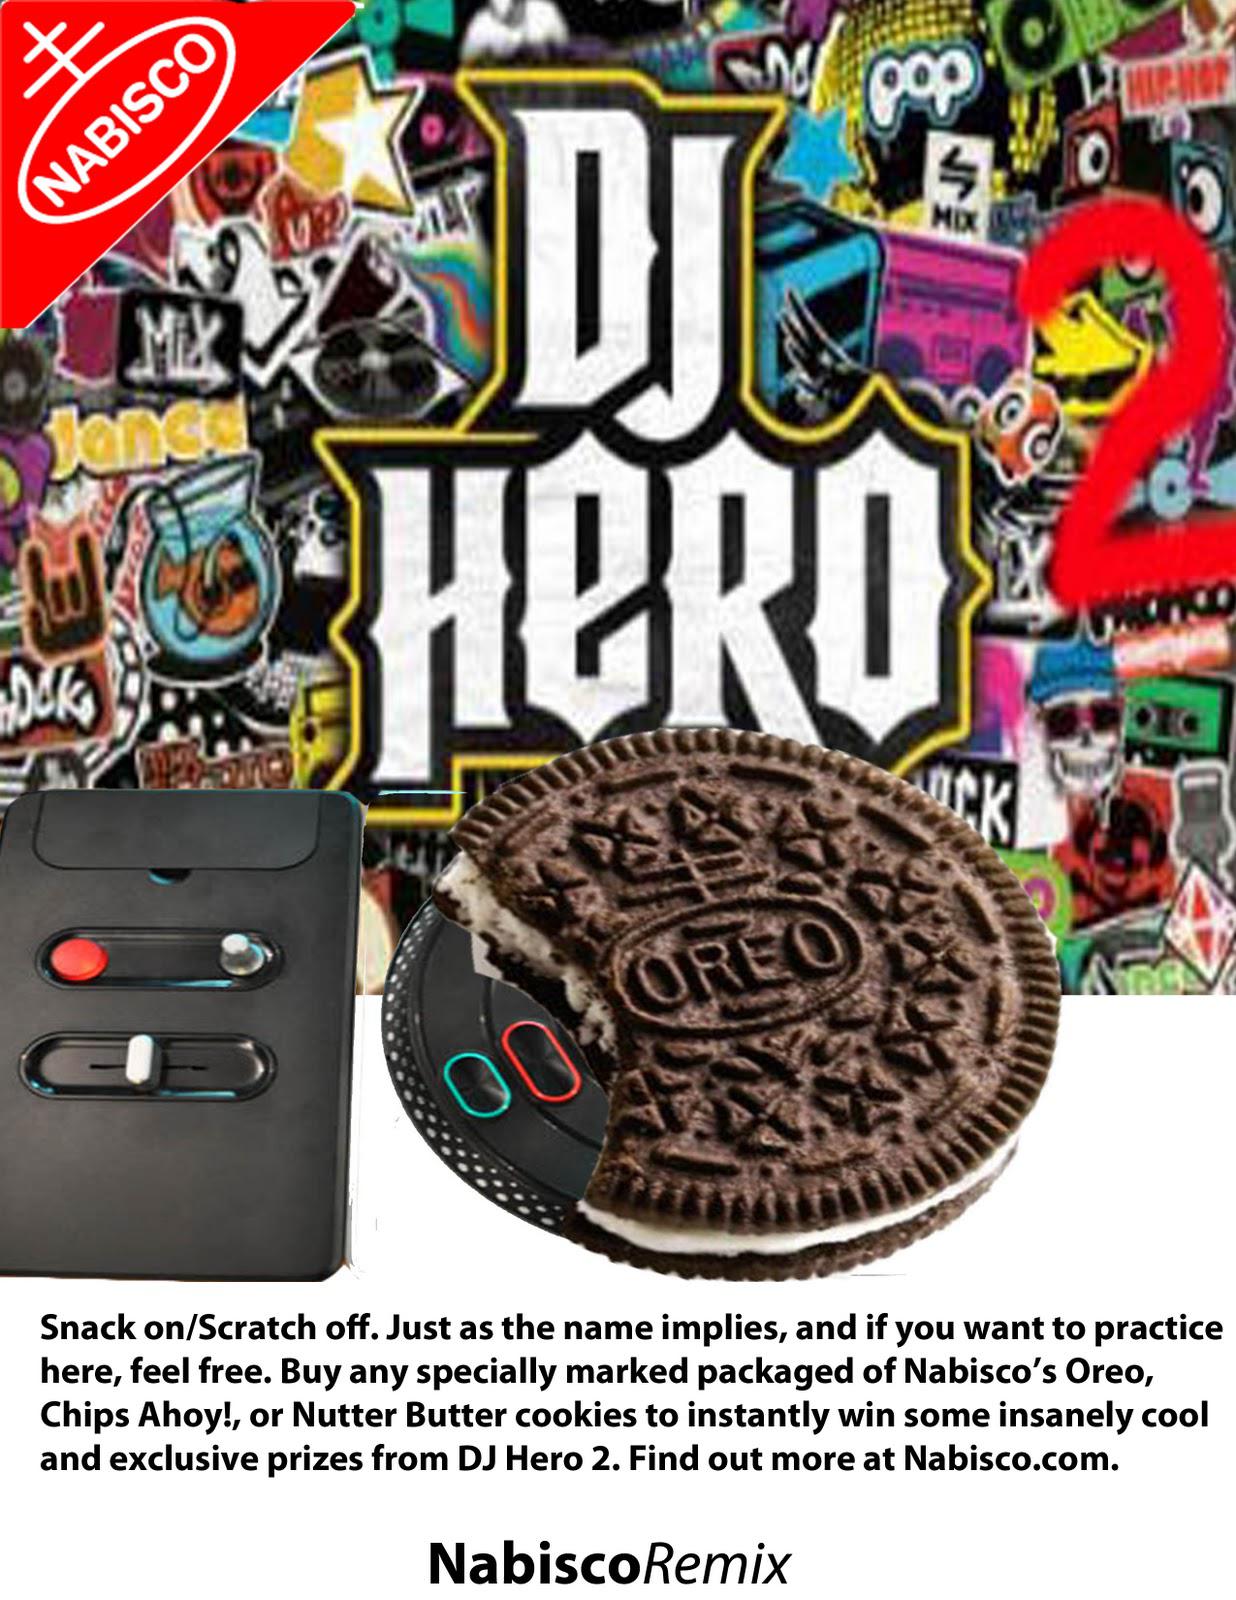 NABISCO
DJ
HERO
2
pop
HIP-HOP
MIX
MiX
Dance
OREO
Snack on/Scratch off. Just as the name implies, and if you want to practice
here, feel free. Buy any specially marked packaged of Nabisco's Oreo,
Chips Ahoy!, or Nutter Butter cookies to instantly win some insanely cool
and exclusive prizes from DJ Hero 2. Find out more at Nabisco.com.
NabiscoRemix